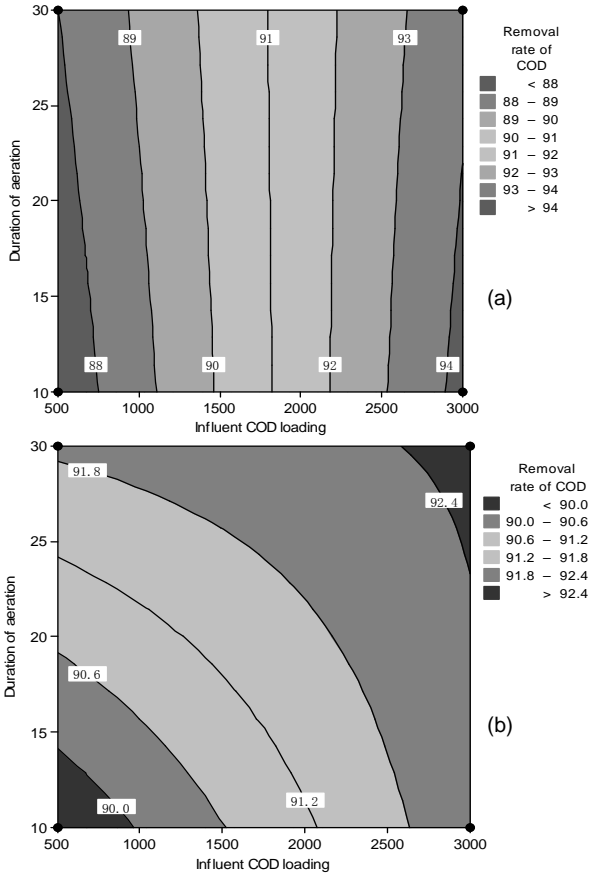 30
25
20
15
10
Duration of aeration
89
91
93
88
90
92
94
500
1000
1500
2000
2500
3000
Influent COD loading
Removal
rate of
COD
< 88
88 – 89
89 – 90
90 – 91
91 – 92
92 – 93
93 – 94
> 94
(a)
30
25
20
15
10
Duration of aeration
91.8
92.4
90.6
90.0
91.2
500
1000
1500
2000
2500
3000
Influent COD loading
Removal
rate of COD
< 90.0
90.0 – 90.6
90.6 – 91.2
91.2 – 91.8
91.8 – 92.4
> 92.4
(b)